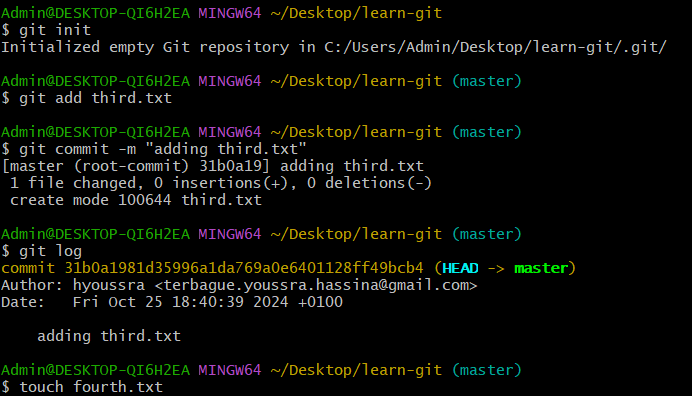 Admin@DESKTOP-QI6H2EA MINGW64 ~/Desktop/learn-git
$ git init
Initialized empty Git repository in C:/Users/Admin/Desktop/learn-git/.git/
Admin@DESKTOP-QI6H2EA MINGW64 ~/Desktop/learn-git (master)
$ git add third.txt
Admin@DESKTOP-QI6H2EA MINGW64 ~/Desktop/learn-git (master)
$ git commit -m "adding third.txt"
[master (root-commit) 31b0a19] adding third.txt
 1 file changed, 0 insertions(+), 0 deletions(-)
 create mode 100644 third.txt
Admin@DESKTOP-QI6H2EA MINGW64 ~/Desktop/learn-git (master)
$ git log
commit 31b0a1981d35996a1da769a0e6401128ff49bcb4 (HEAD -> master)
Author: hyoussra <terbague.youssra.hassina@gmail.com>
Date:   Fri Oct 25 18:40:39 2024 +0100
    adding third.txt
Admin@DESKTOP-QI6H2EA MINGW64 ~/Desktop/learn-git (master)
$ touch fourth.txt